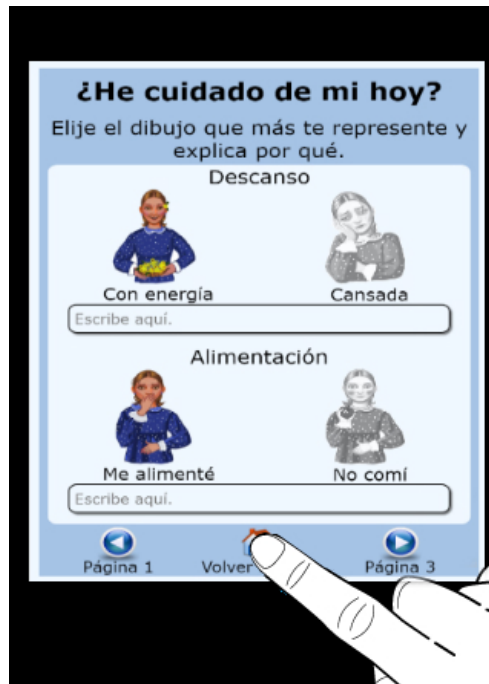 ¿He cuidado de mi hoy?
Elije el dibujo que más te represente y
explica por qué.
Descanso
Con energía
Cansada
Escribe aquí.
Alimentación
Me alimenté
No comí
Escribe aquí.
Página 1
Volver
Página 3